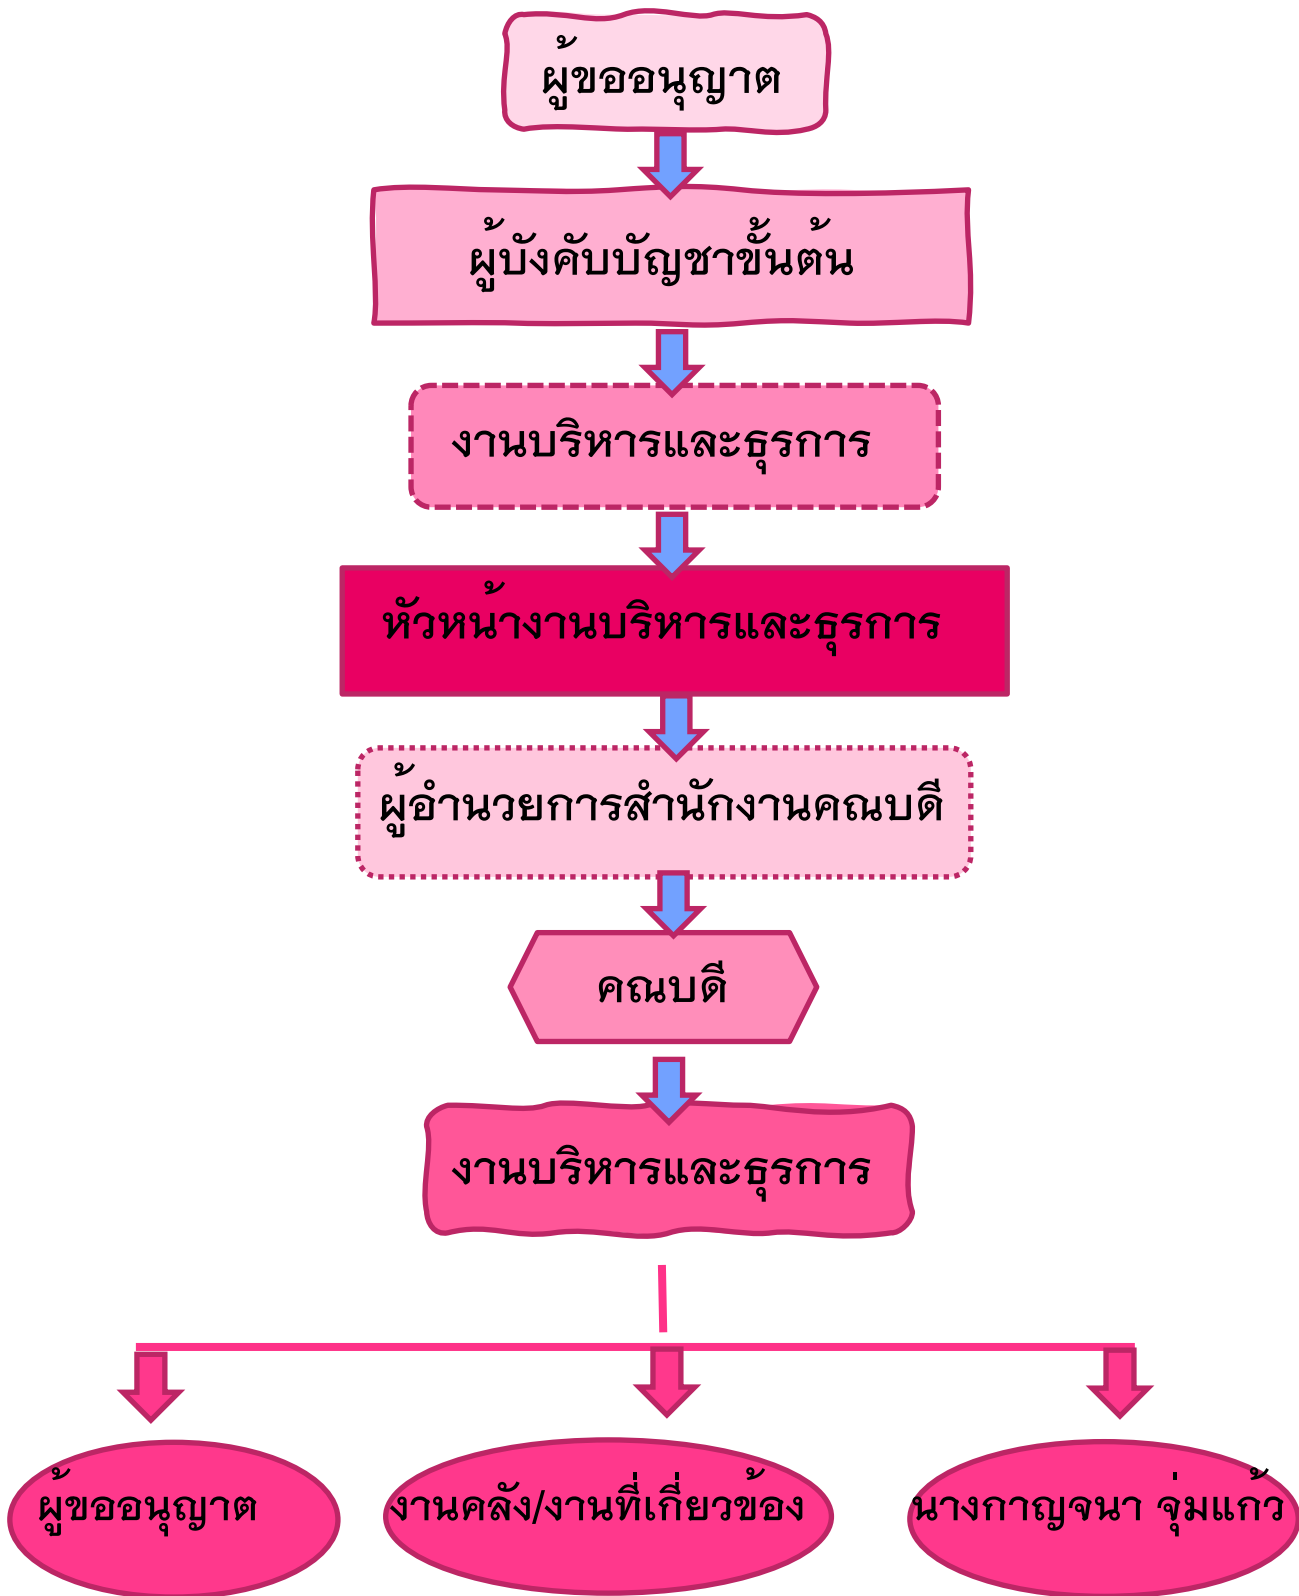 ผู้ขออนุญาต
ผู้บังคับบัญชาขั้นต้น
งานบริหารและธุรการ
หัวหน้างานบริหารและธุรการ
ผู้อำนวยการสำนักงานคณบดี
คณบดี
งานบริหารและธุรการ
ผู้ขออนุญาต
งานคลัง/งานที่เกี่ยวข้อง
นางกาญจนา จุ่มแก้ว